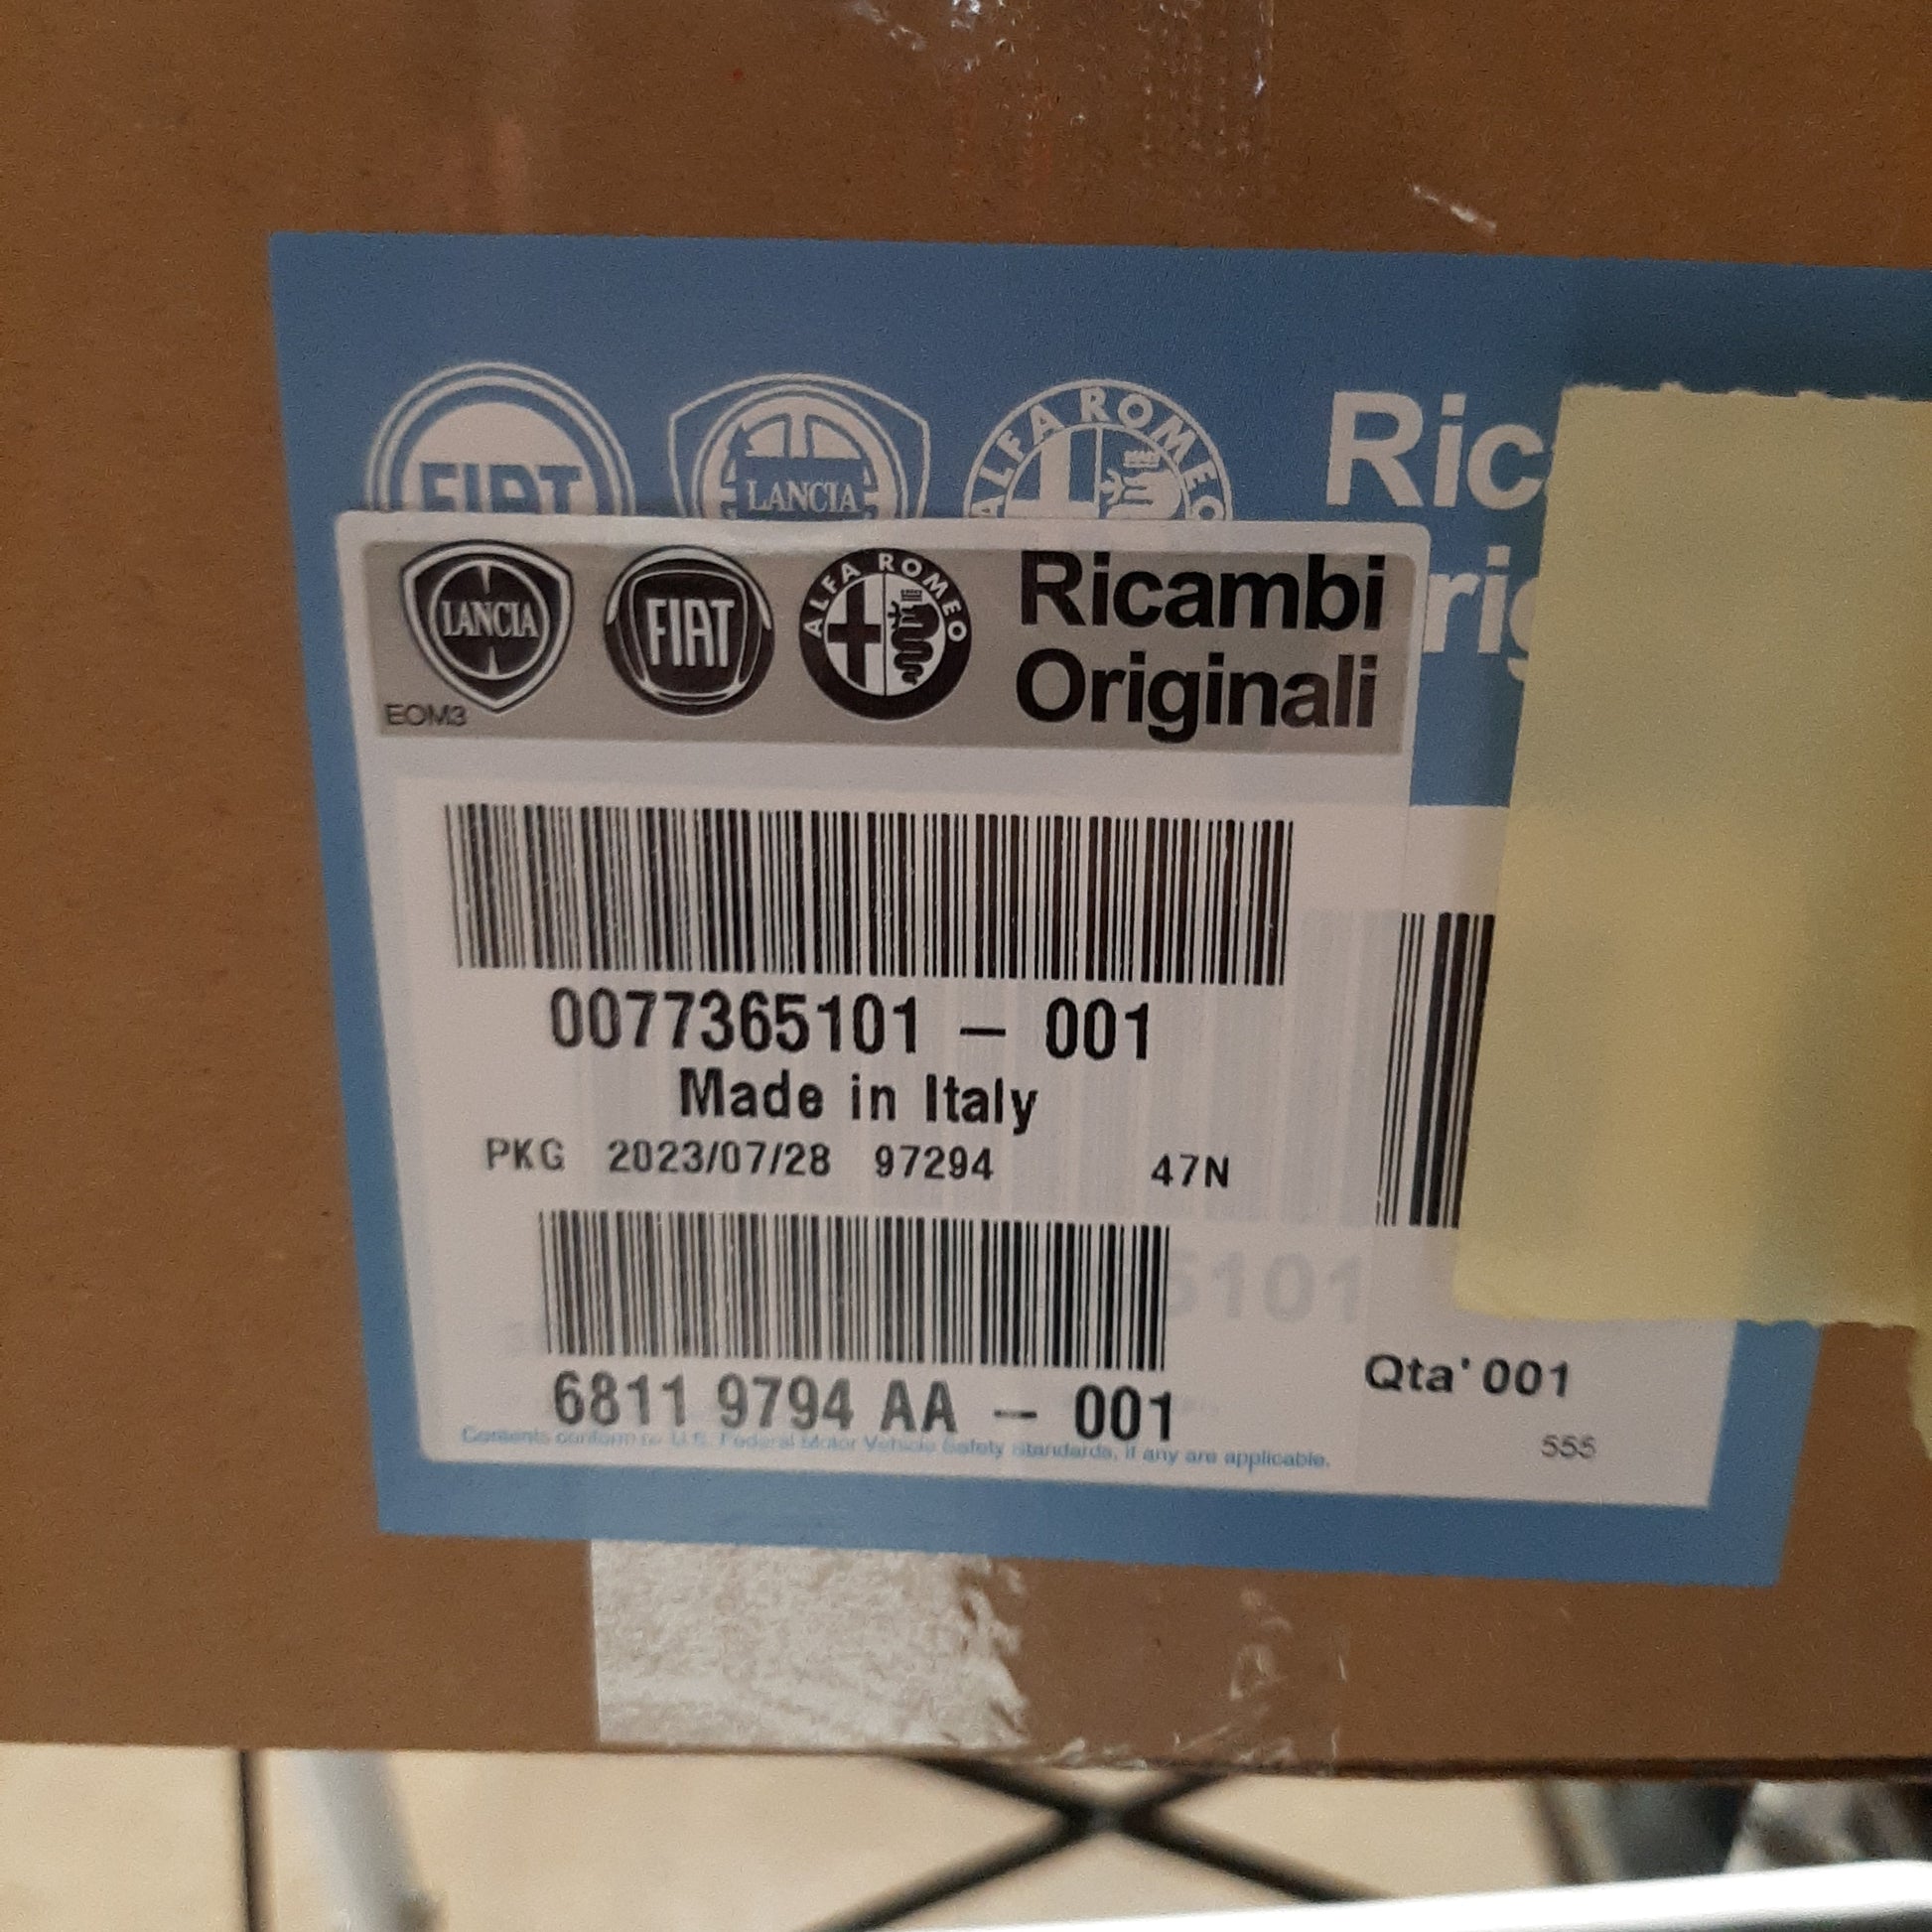 FIAT
LANCIA
ALFA ROMEO
LANCIA
FIAT
ALFA ROMEO
Ricambi
Originali
EOM3
0077365101 - 001
Made in Italy
PKG 2023/07/28 97294 47N
5101
6811 9794 AA - 001
Qta' 001
Contents conform to U.S. Federal Motor Vehicle Safety Standards, if any are applicable.
555